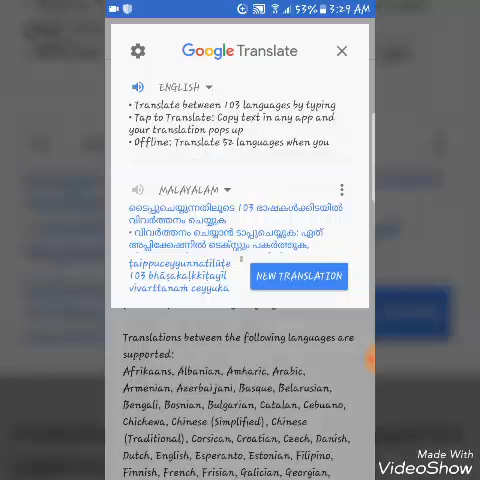 53% 3:29 AM
Google Translate
ENGLISH
• Translate between 103 languages by typing
• Tap to Translate: Copy text in any app and
your translation pops up
• Offline: Translate 52 languages when you
MALAYALAM
ടൈപ്പുചെയ്യുന്നതിലൂടെ 103 ഭാഷകൾക്കിടയിൽ
വിവർത്തനം ചെയ്യുക
• വിവർത്തനം ചെയ്യാൻ ടാപ്പുചെയ്യുക: ഏത്
അപ്ലിക്കേഷനിൽ ടെക്സ്റ്റും പകർത്തുക,
ṭaippuceyyunnatilūṭe
103 bhāṣakaḷkkiṭayil
vivarttanaṁ ceyyuka
NEW TRANSLATION
Translations between the following languages are
supported:
Afrikaans, Albanian, Amharic, Arabic,
Armenian, Azerbaijani, Basque, Belarusian,
Bengali, Bosnian, Bulgarian, Catalan, Cebuano,
Chichewa, Chinese (Simplified), Chinese
(Traditional), Corsican, Croatian, Czech, Danish,
Dutch, English, Esperanto, Estonian, Filipino,
Finnish, French, Frisian, Galician, Georgian,
Made With
VideoShow